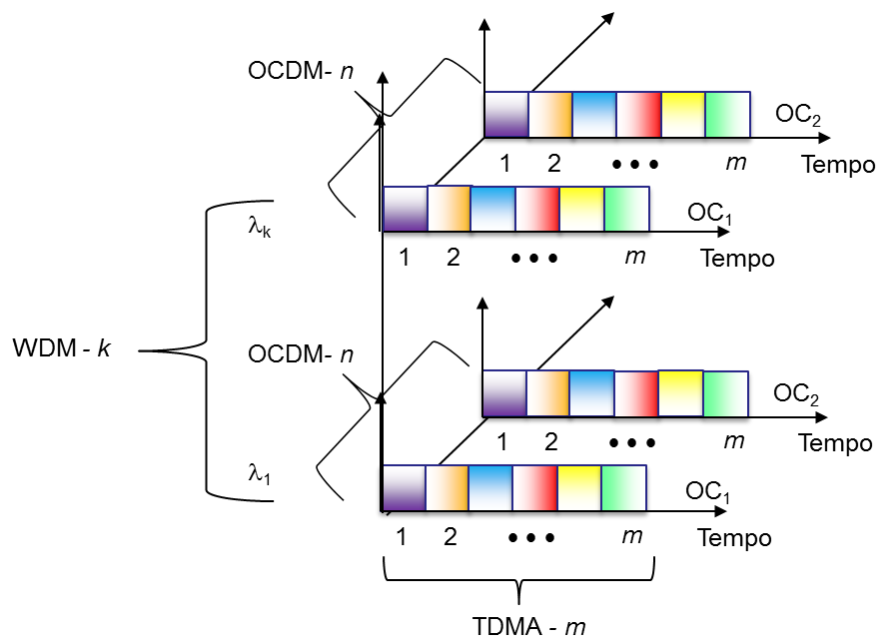 OCDM- n
OC2
1 2 ••• m Tempo
λk
OC1
1 2 ••• m Tempo
WDM - k
OCDM- n
OC2
1 2 ••• m Tempo
λ1
OC1
1 2 ••• m Tempo
TDMA - m